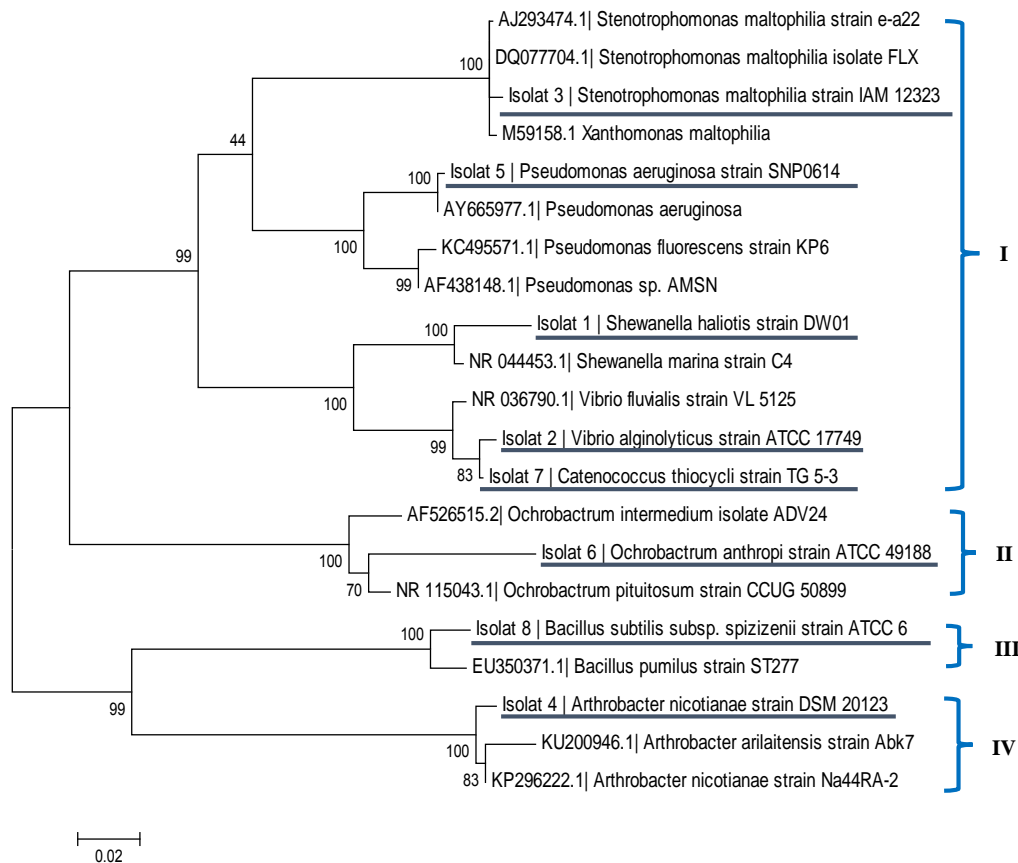 AJ293474.1| Stenotrophomonas maltophilia strain e-a22
DQ077704.1| Stenotrophomonas maltophilia isolate FLX
100
Isolat 3 | Stenotrophomonas maltophilia strain IAM 12323
M59158.1 Xanthomonas maltophilia
44
Isolat 5 | Pseudomonas aeruginosa strain SNP0614
100
AY665977.1| Pseudomonas aeruginosa
100
KC495571.1| Pseudomonas fluorescens strain KP6
99
I
99
AF438148.1| Pseudomonas sp. AMSN
Isolat 1 | Shewanella haliotis strain DW01
100
NR 044453.1| Shewanella marina strain C4
100
NR 036790.1| Vibrio fluvialis strain VL 5125
Isolat 2 | Vibrio alginolyticus strain ATCC 17749
99
83
Isolat 7 | Catenococcus thiocycli strain TG 5-3
AF526515.2| Ochrobactrum intermedium isolate ADV24
Isolat 6 | Ochrobactrum anthropi strain ATCC 49188
II
100
70
NR 115043.1| Ochrobactrum pituitosum strain CCUG 50899
Isolat 8 | Bacillus subtilis subsp. spizizenii strain ATCC 6
100
III
EU350371.1| Bacillus pumilus strain ST277
99
Isolat 4 | Arthrobacter nicotianae strain DSM 20123
KU200946.1| Arthrobacter arilaitensis strain Abk7
100
IV
83
KP296222.1| Arthrobacter nicotianae strain Na44RA-2
0.02